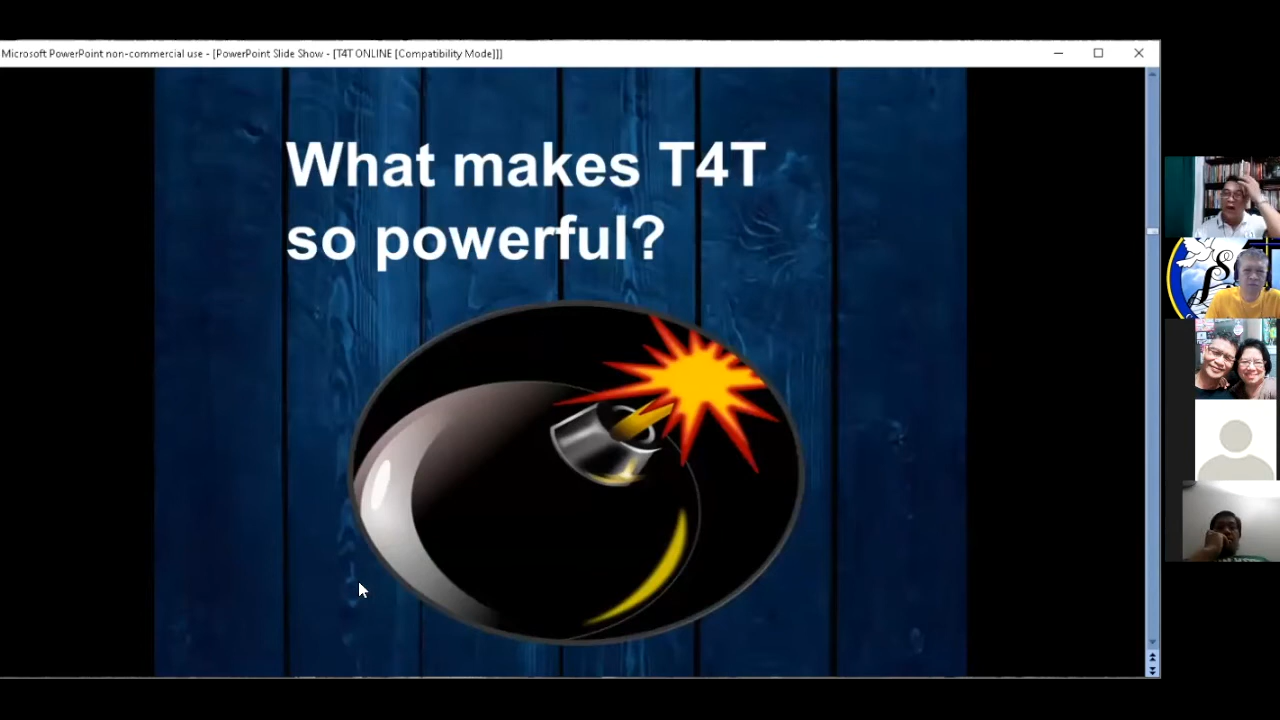 Microsoft PowerPoint non-commercial use - [PowerPoint Slide Show - [T4T ONLINE [Compatibility Mode]]]
What makes T4T
so powerful?